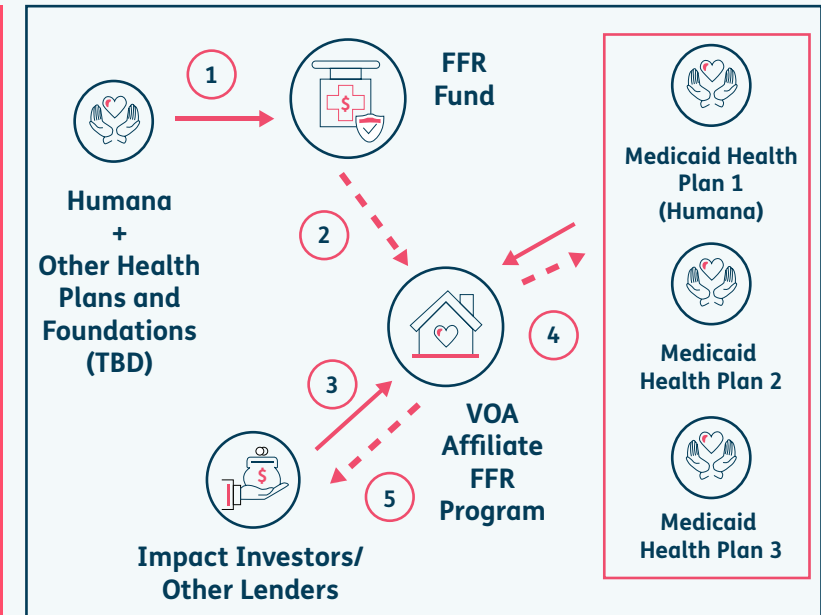 1
FFR
Fund
Humana
+
Other Health
Plans and
Foundations
(TBD)
2
$
Medicaid Health
Plan 1
(Humana)
Medicaid
Health Plan 2
Medicaid
Health Plan 3
4
3
VOA
Affiliate
FFR
Program
5
$
Impact Investors/
Other Lenders